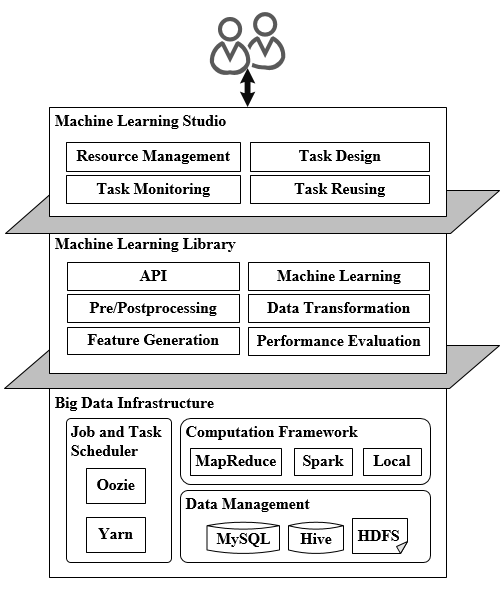 Machine Learning Studio
Resource Management
Task Design
Task Monitoring
Task Reusing
Machine Learning Library
API
Machine Learning
Pre/Postprocessing
Data Transformation
Feature Generation
Performance Evaluation
Big Data Infrastructure
Job and Task
Scheduler
Oozie
Yarn
Computation Framework
MapReduce
Spark
Local
Data Management
MySQL
Hive
HDFS